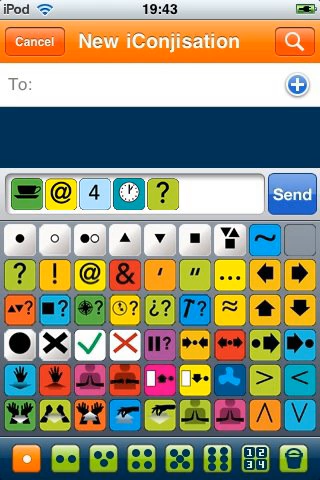 iPod 19:43
Cancel New iConjisation
To:
@ 4 ? Send
? ! @ & ' " ...
? ? ? ? ¿? ? ≈
? 
> <
1 2
3 4